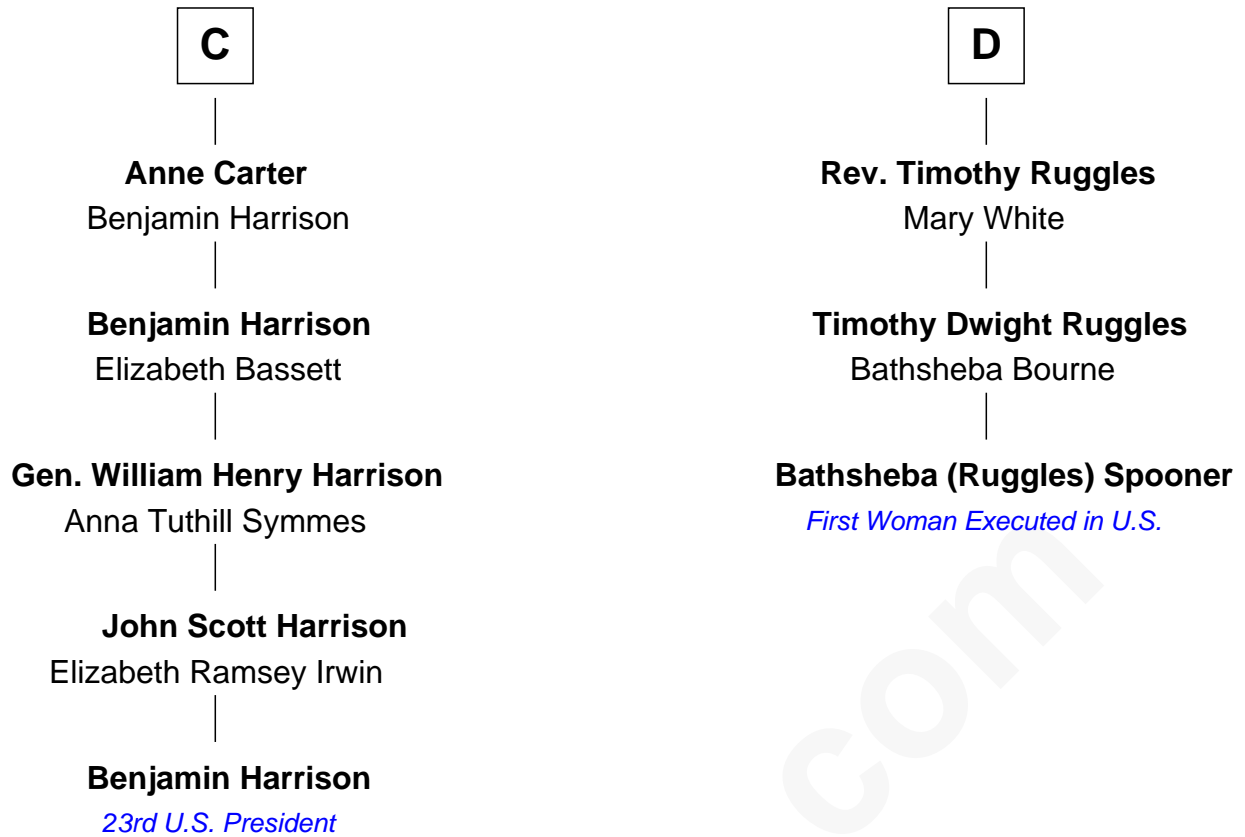 C
Anne Carter
Benjamin Harrison
Benjamin Harrison
Elizabeth Bassett
Gen. William Henry Harrison
Anna Tuthill Symmes
John Scott Harrison
Elizabeth Ramsey Irwin
Benjamin Harrison
23rd U.S. President
D
Rev. Timothy Ruggles
Mary White
Timothy Dwight Ruggles
Bathsheba Bourne
Bathsheba (Ruggles) Spooner
First Woman Executed in U.S.
com